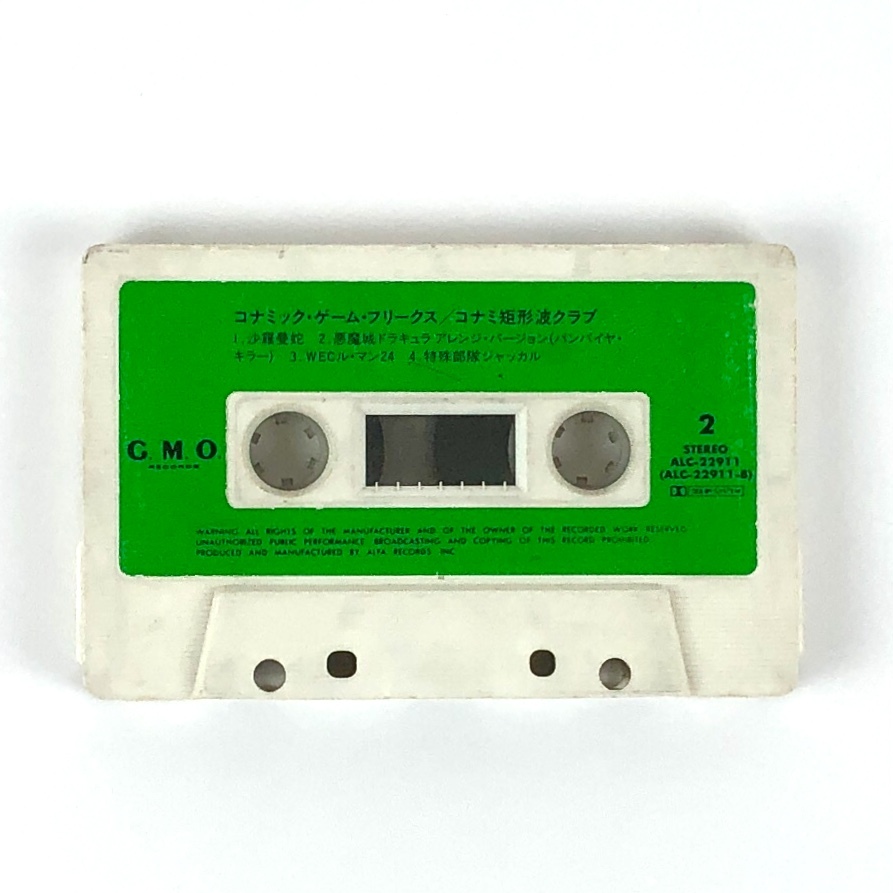 コナミック・ゲーム・フリークス/コナミ矩形波クラブ
1. 沙羅曼蛇 2. 悪魔城ドラキュラ アレンジ・バージョン(バンパイヤ・
キラー) 3. WECル・マン24 4. 特殊部隊ジャッカル
G. M. O.
RECORDS
2
STEREO
ALC-22911
(ALC-22911-B)
WARNING: ALL RIGHTS OF THE MANUFACTURER AND OF THE OWNER OF THE RECORDED WORK RESERVED.
UNAUTHORIZED PUBLIC PERFORMANCE BROADCASTING AND COPYING OF THIS RECORD PROHIBITED.
PRODUCED AND MANUFACTURED BY ALFA RECORDS INC